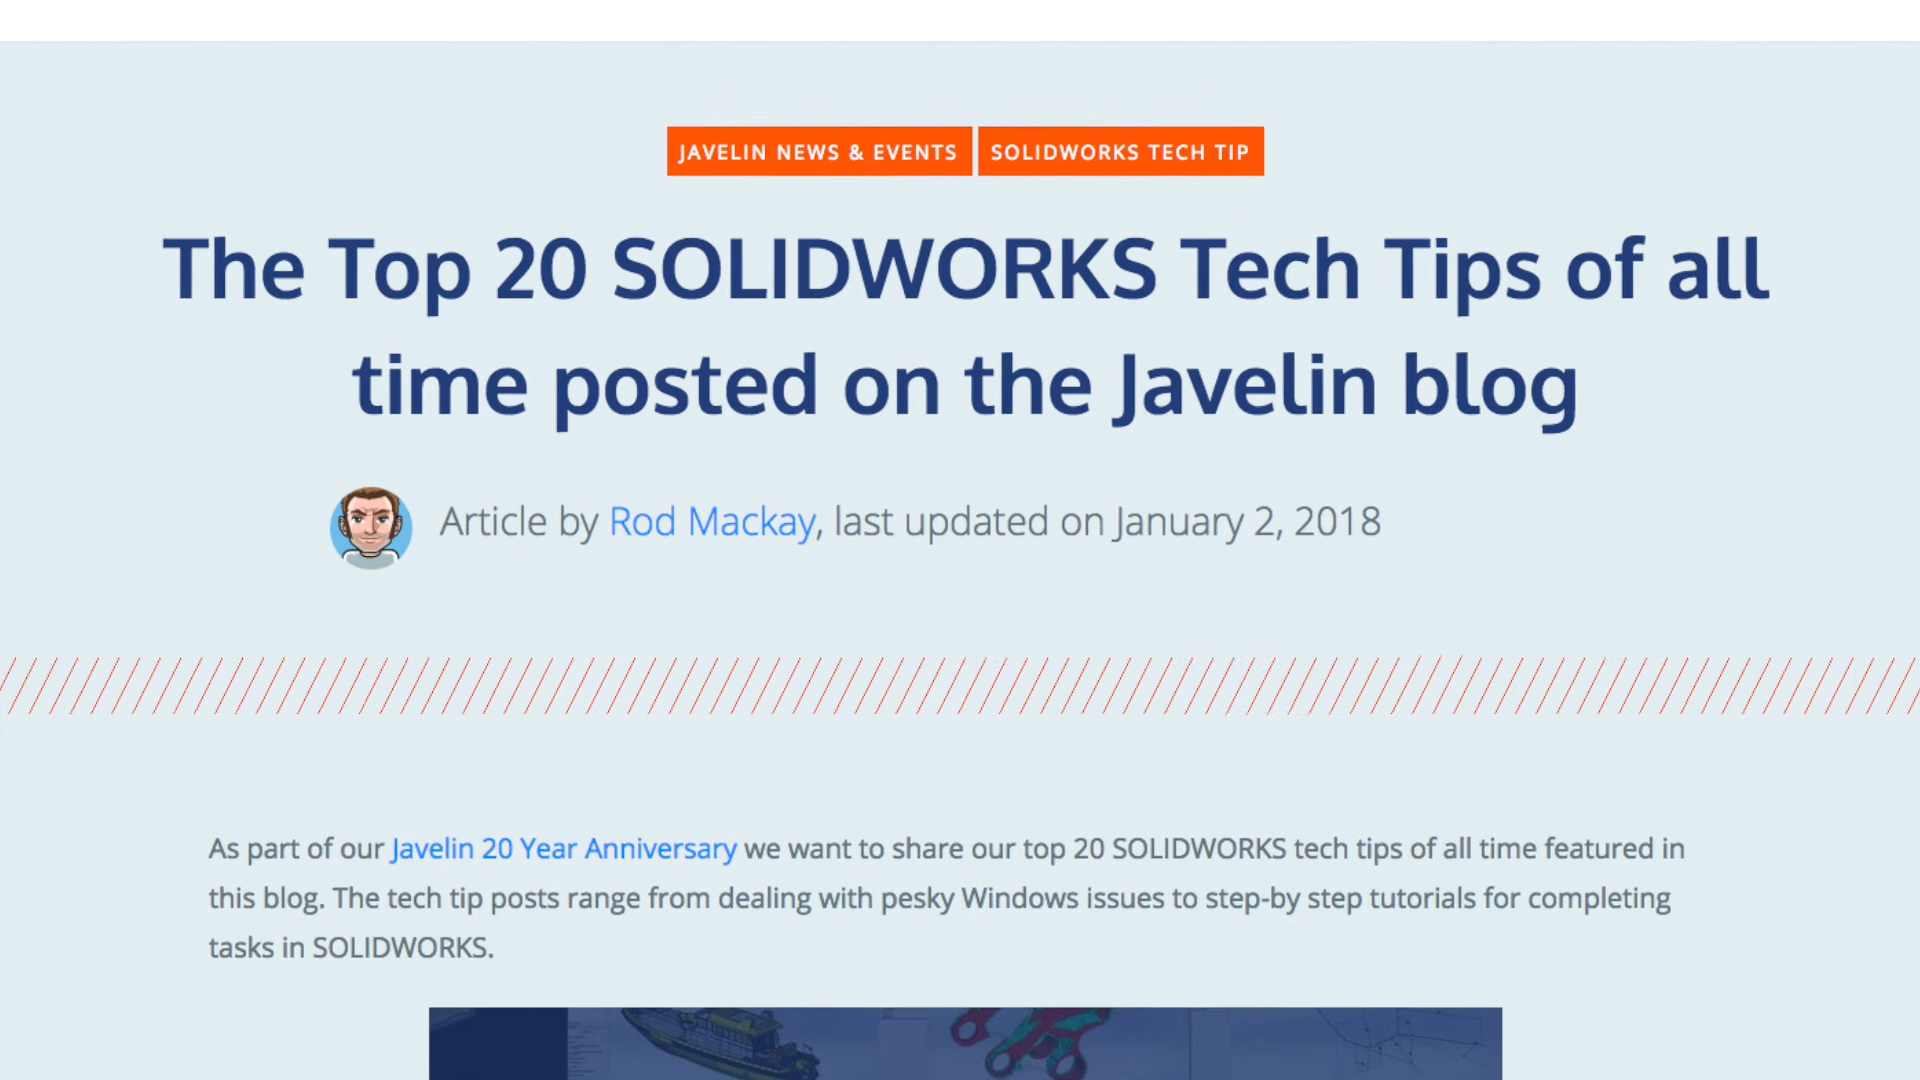 JAVELIN NEWS & EVENTS SOLIDWORKS TECH TIP
The Top 20 SOLIDWORKS Tech Tips of all
time posted on the Javelin blog
Article by Rod Mackay, last updated on January 2, 2018
As part of our Javelin 20 Year Anniversary we want to share our top 20 SOLIDWORKS tech tips of all time featured in
this blog. The tech tip posts range from dealing with pesky Windows issues to step-by step tutorials for completing
tasks in SOLIDWORKS.